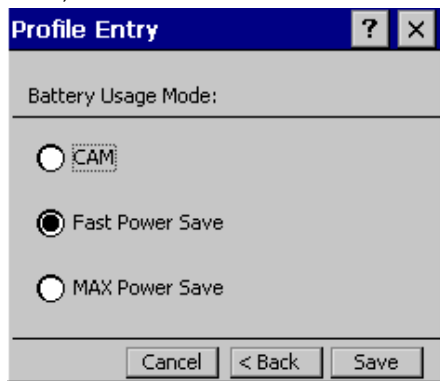 Profile Entry ? ×
Battery Usage Mode:
CAM
Fast Power Save
MAX Power Save
Cancel < Back Save